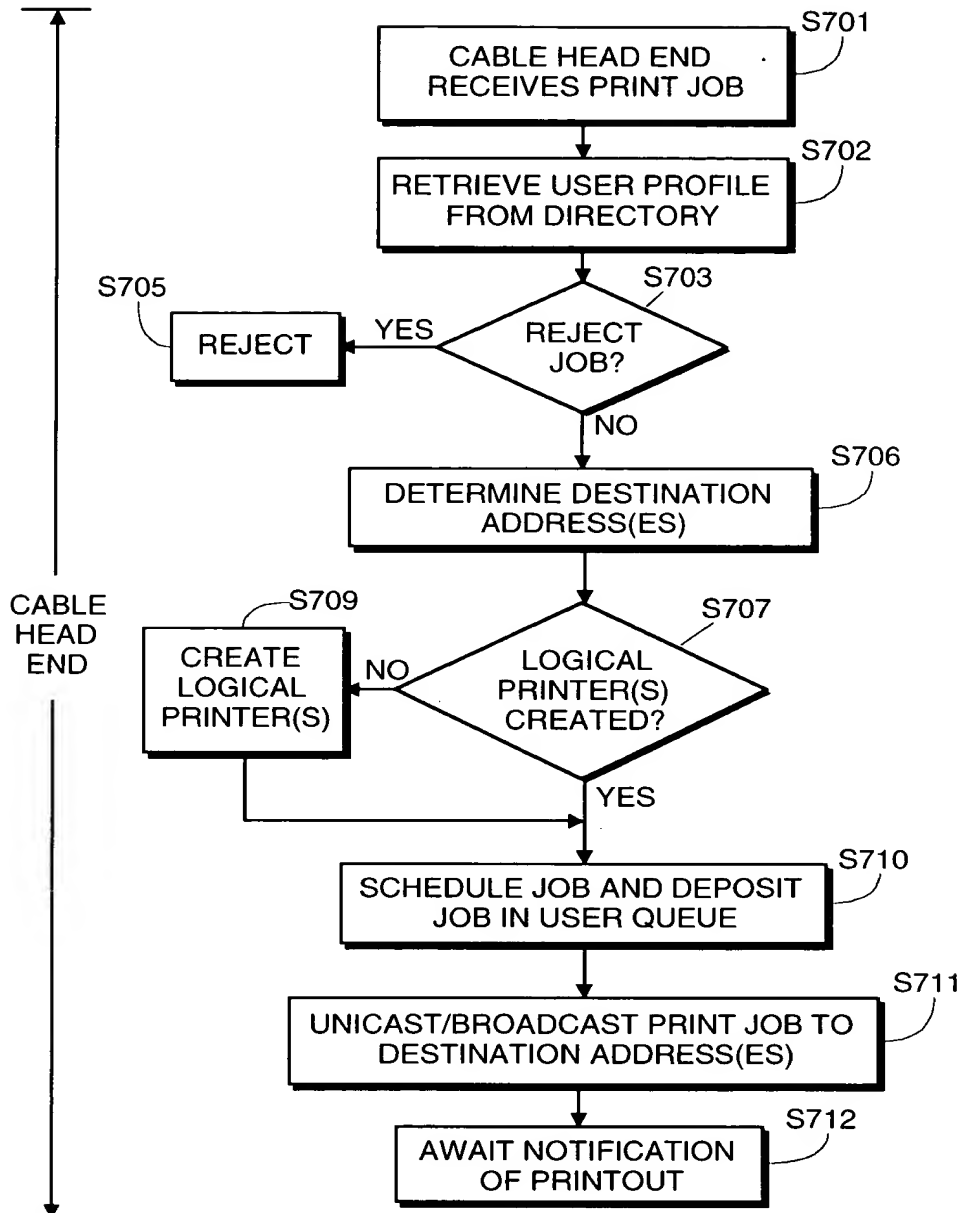 S701
CABLE HEAD END
RECEIVES PRINT JOB
S702
RETRIEVE USER PROFILE
FROM DIRECTORY
S703
REJECT
JOB?
YES
S705
REJECT
NO
S706
DETERMINE DESTINATION
ADDRESS(ES)
S707
LOGICAL
PRINTER(S)
CREATED?
NO
S709
CREATE
LOGICAL
PRINTER(S)
YES
CABLE
HEAD
END
S710
SCHEDULE JOB AND DEPOSIT
JOB IN USER QUEUE
S711
UNICAST/BROADCAST PRINT JOB TO
DESTINATION ADDRESS(ES)
S712
AWAIT NOTIFICATION
OF PRINTOUT